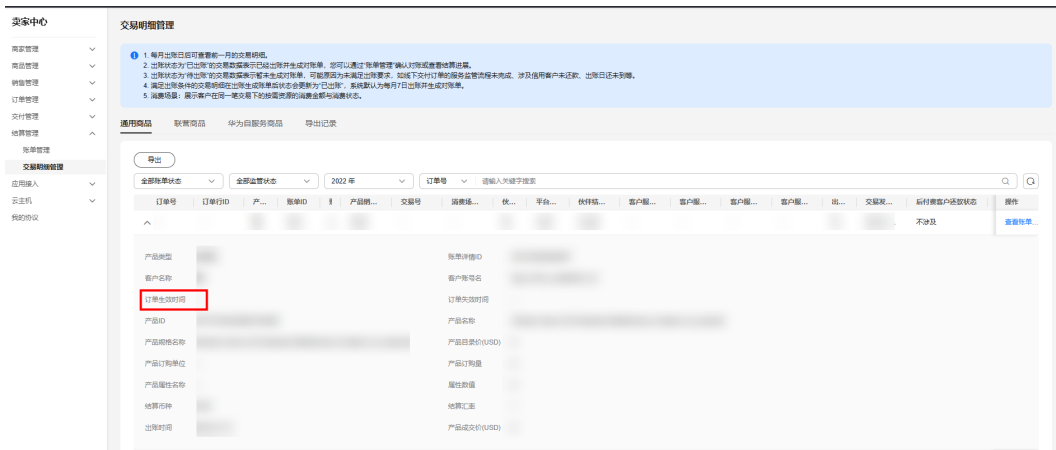 卖家中心
商家管理
商品管理
销售管理
订单管理
交付管理
结算管理
账单管理
交易明细管理
应用接入
云主机
我的协议
交易明细管理
1. 每月出账日后可查看前一月的交易明细。
2. 出账状态为“已出账”的交易数据表示已经出账并生成对账单，您可以通过“账单管理”确认对账或查看结算进展。
3. 出账状态为“待出账”的交易数据表示暂未生成对账单，可能原因为未满足出账要求，如线下交付订单的服务监管流程未完成、涉及信用客户未还款、出账日还未到等。
4. 满足出账条件的交易明细在出账生成账单后状态会更新为“已出账”，系统默认为每月7日出账并生成对账单。
5. 消费场景：展示客户在同一笔交易下的按需资源的消费金额与消费状态。
通用商品 联营商品 华为自服务商品 导出记录
导出
全部账单状态 全部监管状态 2022 年 订单号 请输入关键字搜索
订单号 订单行ID 产... 账单ID 产品销... 交易号 消费场... 伙... 平台... 伙伴结... 客户服... 客户服... 客户服... 客户服... 出... 交易发... 后付费客户还款状态 操作
不涉及 查看账单...
产品类型 账单详情ID
客户名称 客户账号名
订单生效时间 订单失效时间
产品ID 产品名称
产品规格名称 产品目录价(USD)
产品订购单位 产品订购量
产品属性名称 属性数值
结算币种 结算汇率
出账时间 产品成交价(USD)